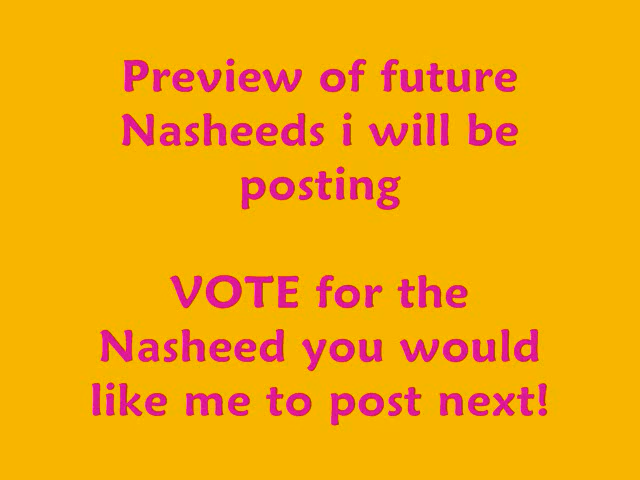 Preview of future
Nasheeds i will be
posting
VOTE for the
Nasheed you would
like me to post next!